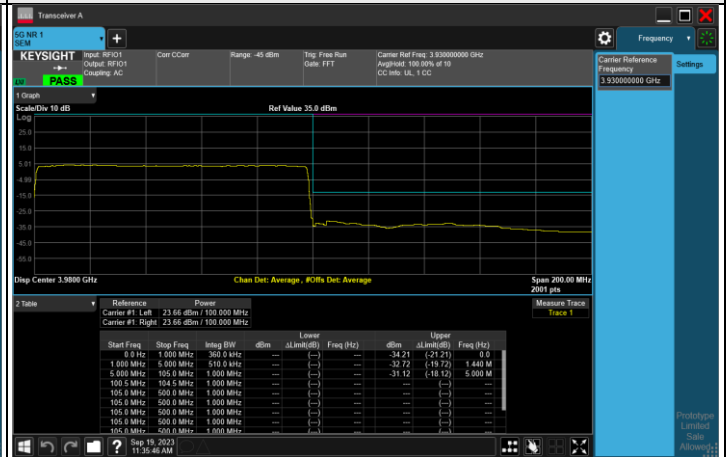 Transceiver A
5G NR 1
SEM
Frequency
KEYSIGHT
PASS
Input: RFIO1
Output: RFIO1
Coupling: AC
Corr CCorr
Range: -45 dBm
Trig: Free Run
Gate: FFT
Carrier Ref Freq: 3.930000000 GHz
Avg|Hold: 100.00% of 10
CC Info: UL, 1 CC
Carrier Reference
Frequency
3.930000000 GHz
Settings
1 Graph
Scale/Div 10 dB
Ref Value 35.0 dBm
Log
25.0
15.0
5.01
-4.99
-15.0
-25.0
-35.0
-45.0
-55.0
Disp Center 3.9800 GHz
Chan Det: Average , #Offs Det: Average
Span 200.00 MHz
2001 pts
2 Table
Reference Power
Carrier #1: Left 23.66 dBm / 100.000 MHz
Carrier #1: Right 23.66 dBm / 100.000 MHz
Measure Trace
Trace 1
Lower Upper
Start Freq Stop Freq Integ BW dBm ΔLimit(dB) Freq (Hz) dBm ΔLimit(dB) Freq (Hz)
0.0 Hz 1.000 MHz 360.0 kHz --- (---) --- -34.21 (-21.21) 0.0
1.000 MHz 5.000 MHz 510.0 kHz --- (---) --- -32.72 (-19.72) 1.440 M
5.000 MHz 105.0 MHz 1.000 MHz --- (---) --- -31.12 (-18.12) 5.000 M
100.5 MHz 104.5 MHz 1.000 MHz --- (---) --- --- (---) ---
105.0 MHz 500.0 MHz 1.000 MHz --- (---) --- --- (---) ---
105.0 MHz 500.0 MHz 1.000 MHz --- (---) --- --- (---) ---
105.0 MHz 500.0 MHz 1.000 MHz --- (---) --- --- (---) ---
105.0 MHz 500.0 MHz 1.000 MHz --- (---) --- --- (---) ---
105.0 MHz 500.0 MHz 1.000 MHz --- (---) --- --- (---) ---
Sep 19, 2023
11:35:46 AM
Prototype
Limited
Sale
Allowed